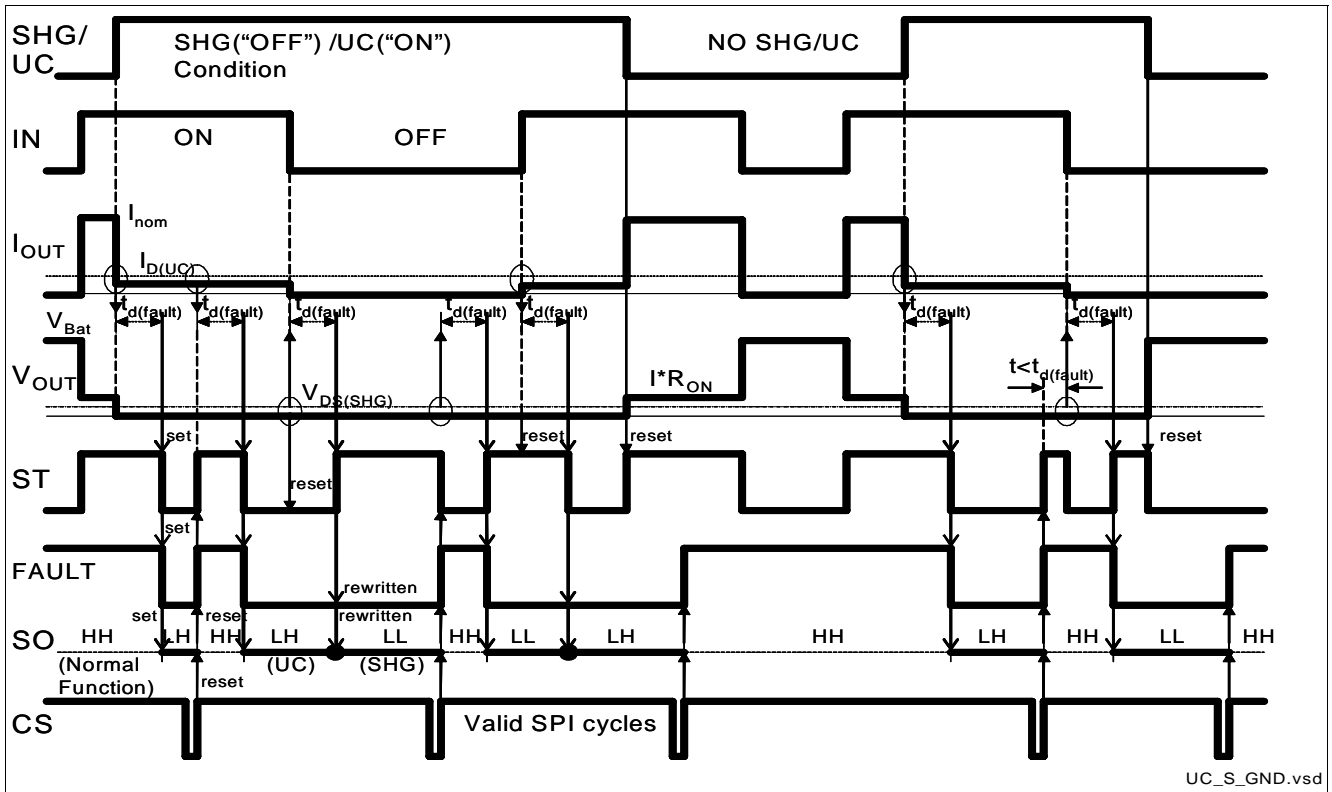 SHG/
UC
SHG("OFF") /UC("ON")
Condition
NO SHG/UC
IN
ON
OFF
I_nom
I_OUT
I_D(UC)
t_d(fault)
t_d(fault)
t_d(fault)
t_d(fault)
t_d(fault)
t_d(fault)
t_d(fault)
V_Bat
V_OUT
V_DS(SHG)
I*R_ON
t<t_d(fault)
set
reset
reset
reset
ST
reset
set
FAULT
rewritten
set
reset
rewritten
SO
HH
LH
HH
LH
LL
HH
LL
LH
HH
LH
HH
LL
HH
(Normal
Function)
(UC)
(SHG)
reset
CS
Valid SPI cycles
UC_S_GND.vsd